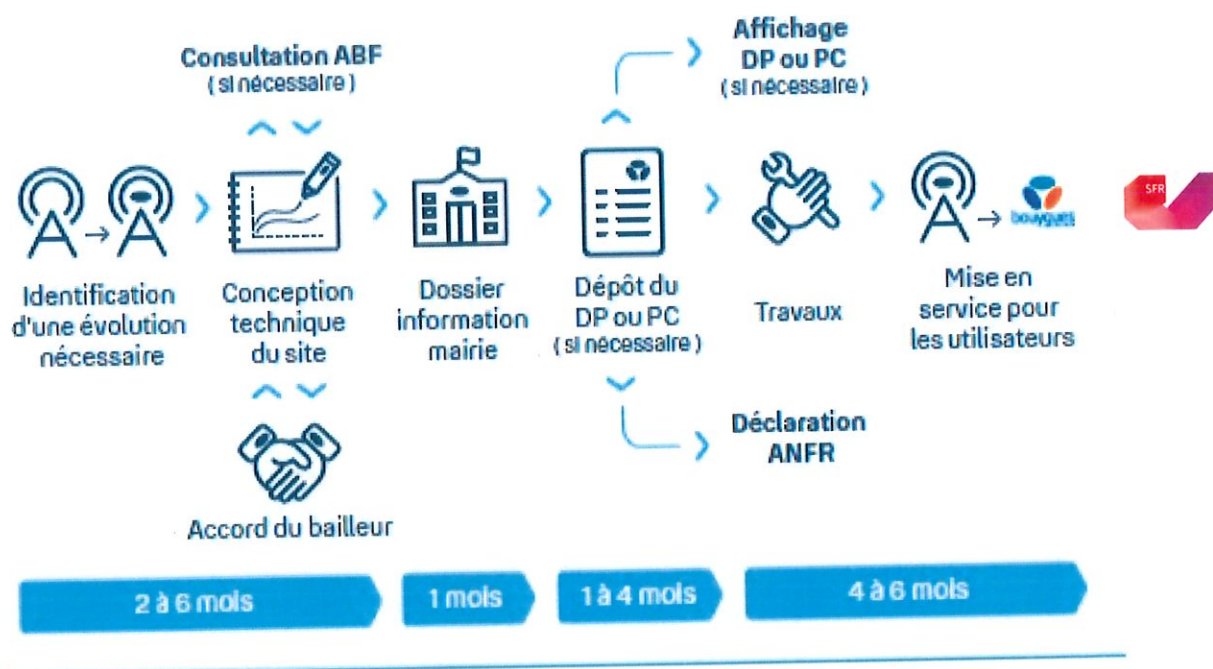 Consultation ABF
(si nécessaire)
Affichage
DP ou PC
(si nécessaire)
bouygues
SFR
Identification
d'une évolution
nécessaire
Conception
technique
du site
Dossier
information
mairie
Dépôt du
DP ou PC
(si nécessaire)
Travaux
Mise en
service pour
les utilisateurs
Déclaration
ANFR
Accord du bailleur
2 à 6 mois
1 mois
1 à 4 mois
4 à 6 mois